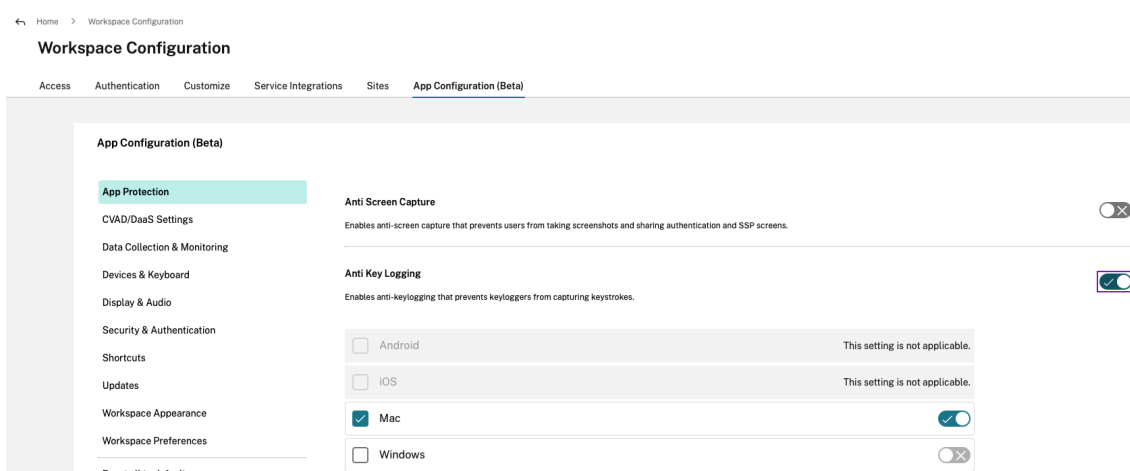 Home > Workspace Configuration
Workspace Configuration
Access Authentication Customize Service Integrations Sites App Configuration (Beta)
App Configuration (Beta)
App Protection
CVAD/DaaS Settings
Data Collection & Monitoring
Devices & Keyboard
Display & Audio
Security & Authentication
Shortcuts
Updates
Workspace Appearance
Workspace Preferences
Anti Screen Capture
Enables anti-screen capture that prevents users from taking screenshots and sharing authentication and SSP screens.
Anti Key Logging
Enables anti-keylogging that prevents keyloggers from capturing keystrokes.
Android This setting is not applicable.
iOS This setting is not applicable.
Mac
Windows